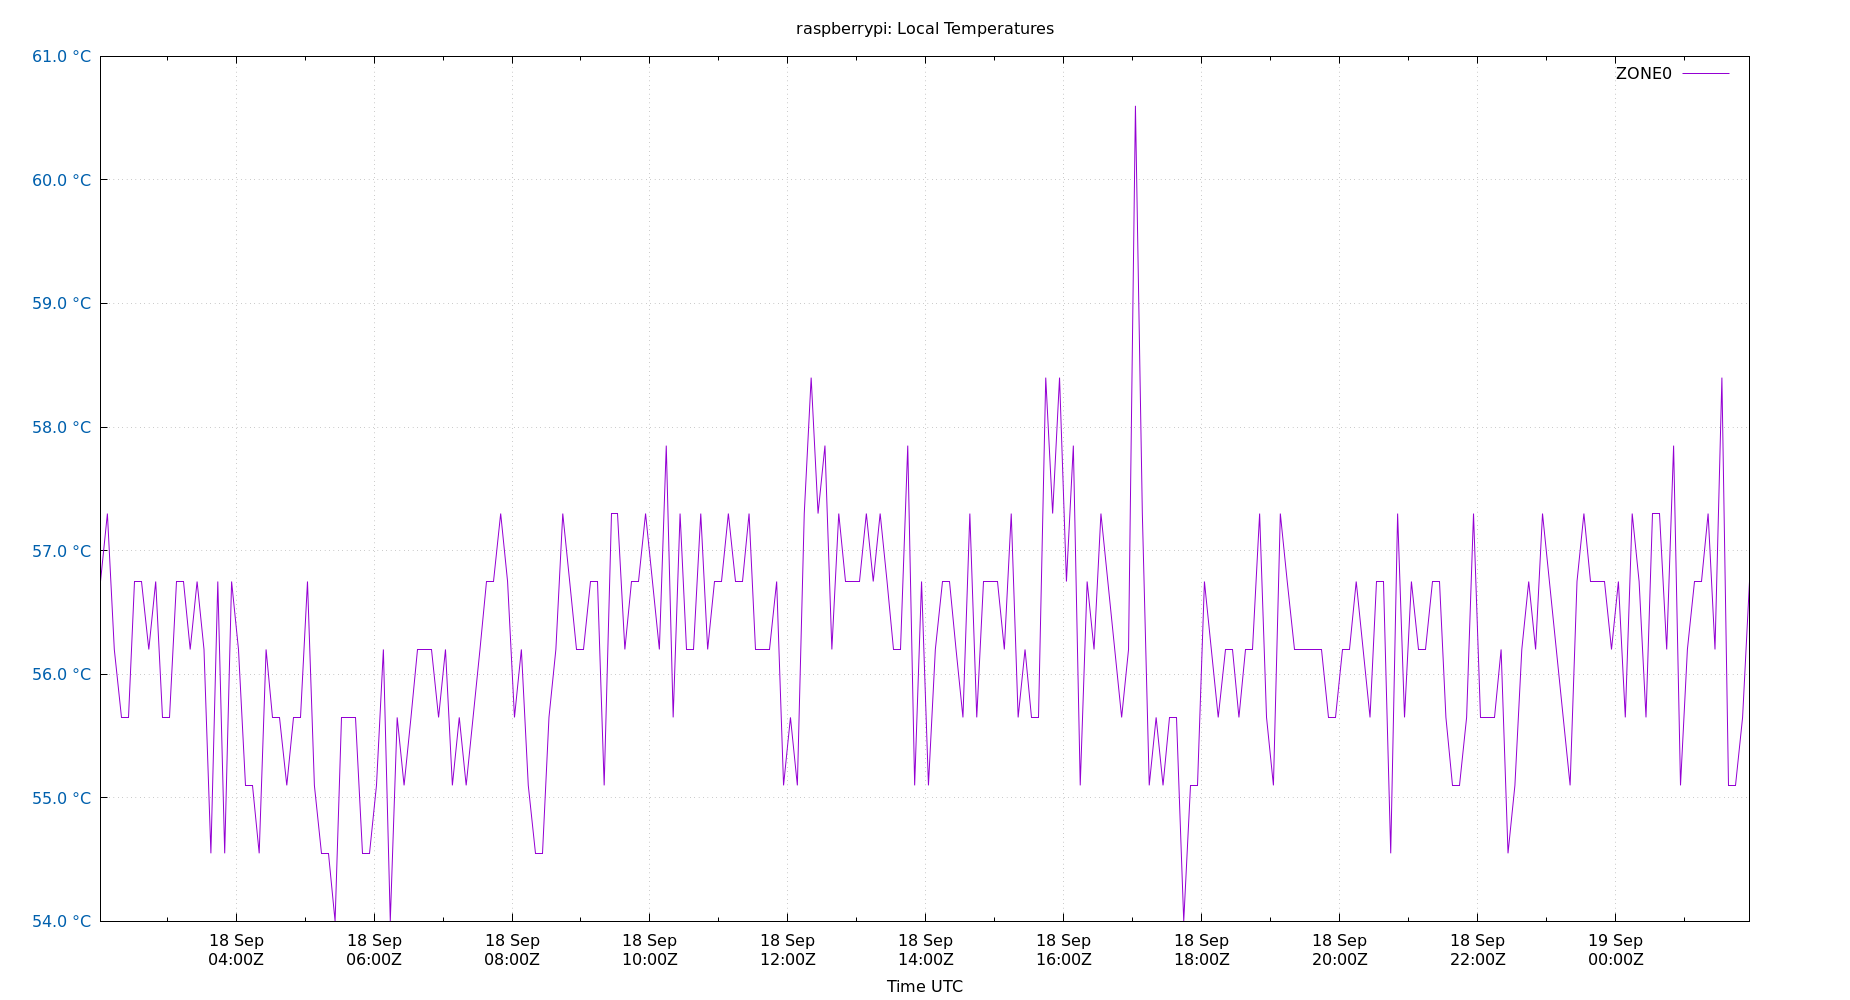 raspberrypi: Local Temperatures
61.0 °C
ZONE0
60.0 °C
59.0 °C
58.0 °C
57.0 °C
56.0 °C
55.0 °C
54.0 °C
18 Sep 18 Sep 18 Sep 18 Sep 18 Sep 18 Sep 18 Sep 18 Sep 18 Sep 18 Sep 19 Sep
04:00Z 06:00Z 08:00Z 10:00Z 12:00Z 14:00Z 16:00Z 18:00Z 20:00Z 22:00Z 00:00Z
Time UTC